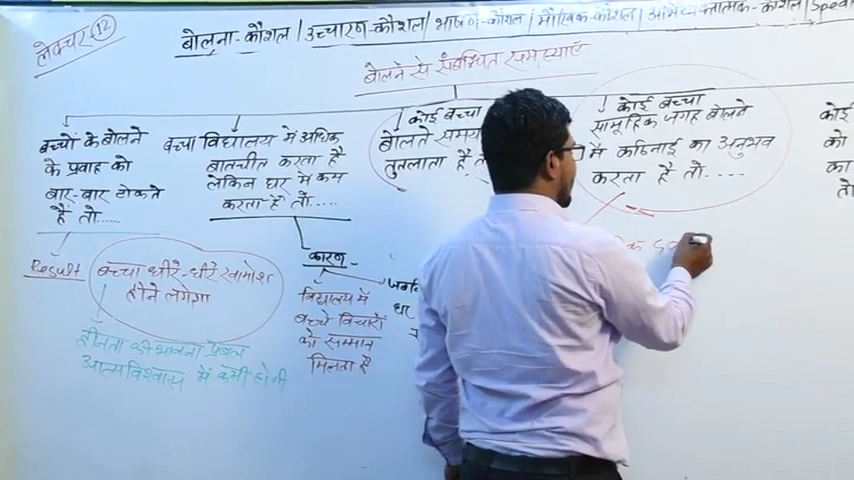 लेक्चर 12
बोलना-कौशल | उच्चारण-कौशल | भाषण-कौशल | मौखिक-कौशल | अभिव्यक्तात्मक-कौशल | Spea
बोलने से संबन्धित समस्याएँ
बच्चों के बोलने
के प्रवाह को
बार-बार टोकते
हैं तो.....
Result
बच्चा धीरे-धीरे खामोश
होने लगेगा
हीनता की भावना प्रबल
आत्मविश्वास में कमी होगी
बच्चा विद्यालय में अधिक
बातचीत करता है
लेकिन घर में कम
करता है तो.....
कारण
विद्यालय में
बच्चे विचारों
को सम्मान
मिलता है
घर
कोई बच्चा
बोलते समय
तुतलाता है
कोई बच्चा
सामूहिक जगह बोलने
में कठिनाई का अनुभव
करता है तो....
कोई
को
का
तो